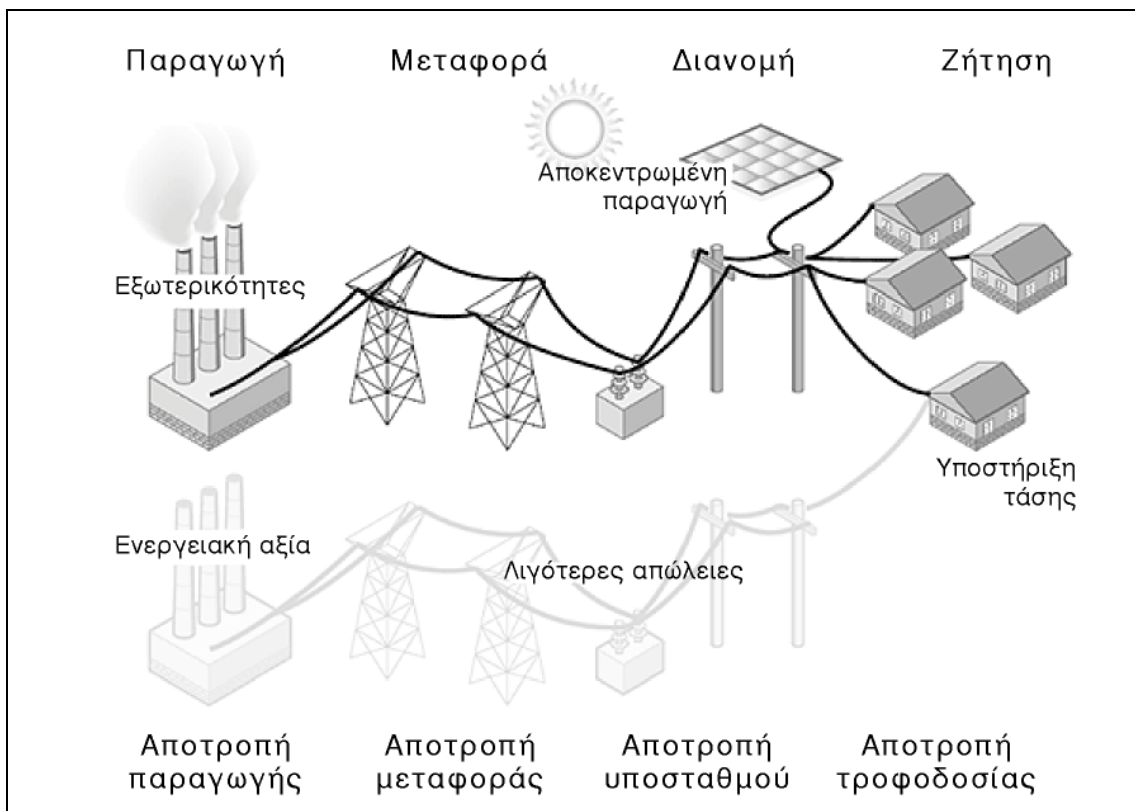 Παραγωγή
Μεταφορά
Διανομή
Ζήτηση
Αποκεντρωμένη
παραγωγή
Εξωτερικότητες
Υποστήριξη
τάσης
Ενεργειακή αξία
Λιγότερες απώλειες
Αποτροπή
παραγωγής
Αποτροπή
μεταφοράς
Αποτροπή
υποσταθμού
Αποτροπή
τροφοδοσίας